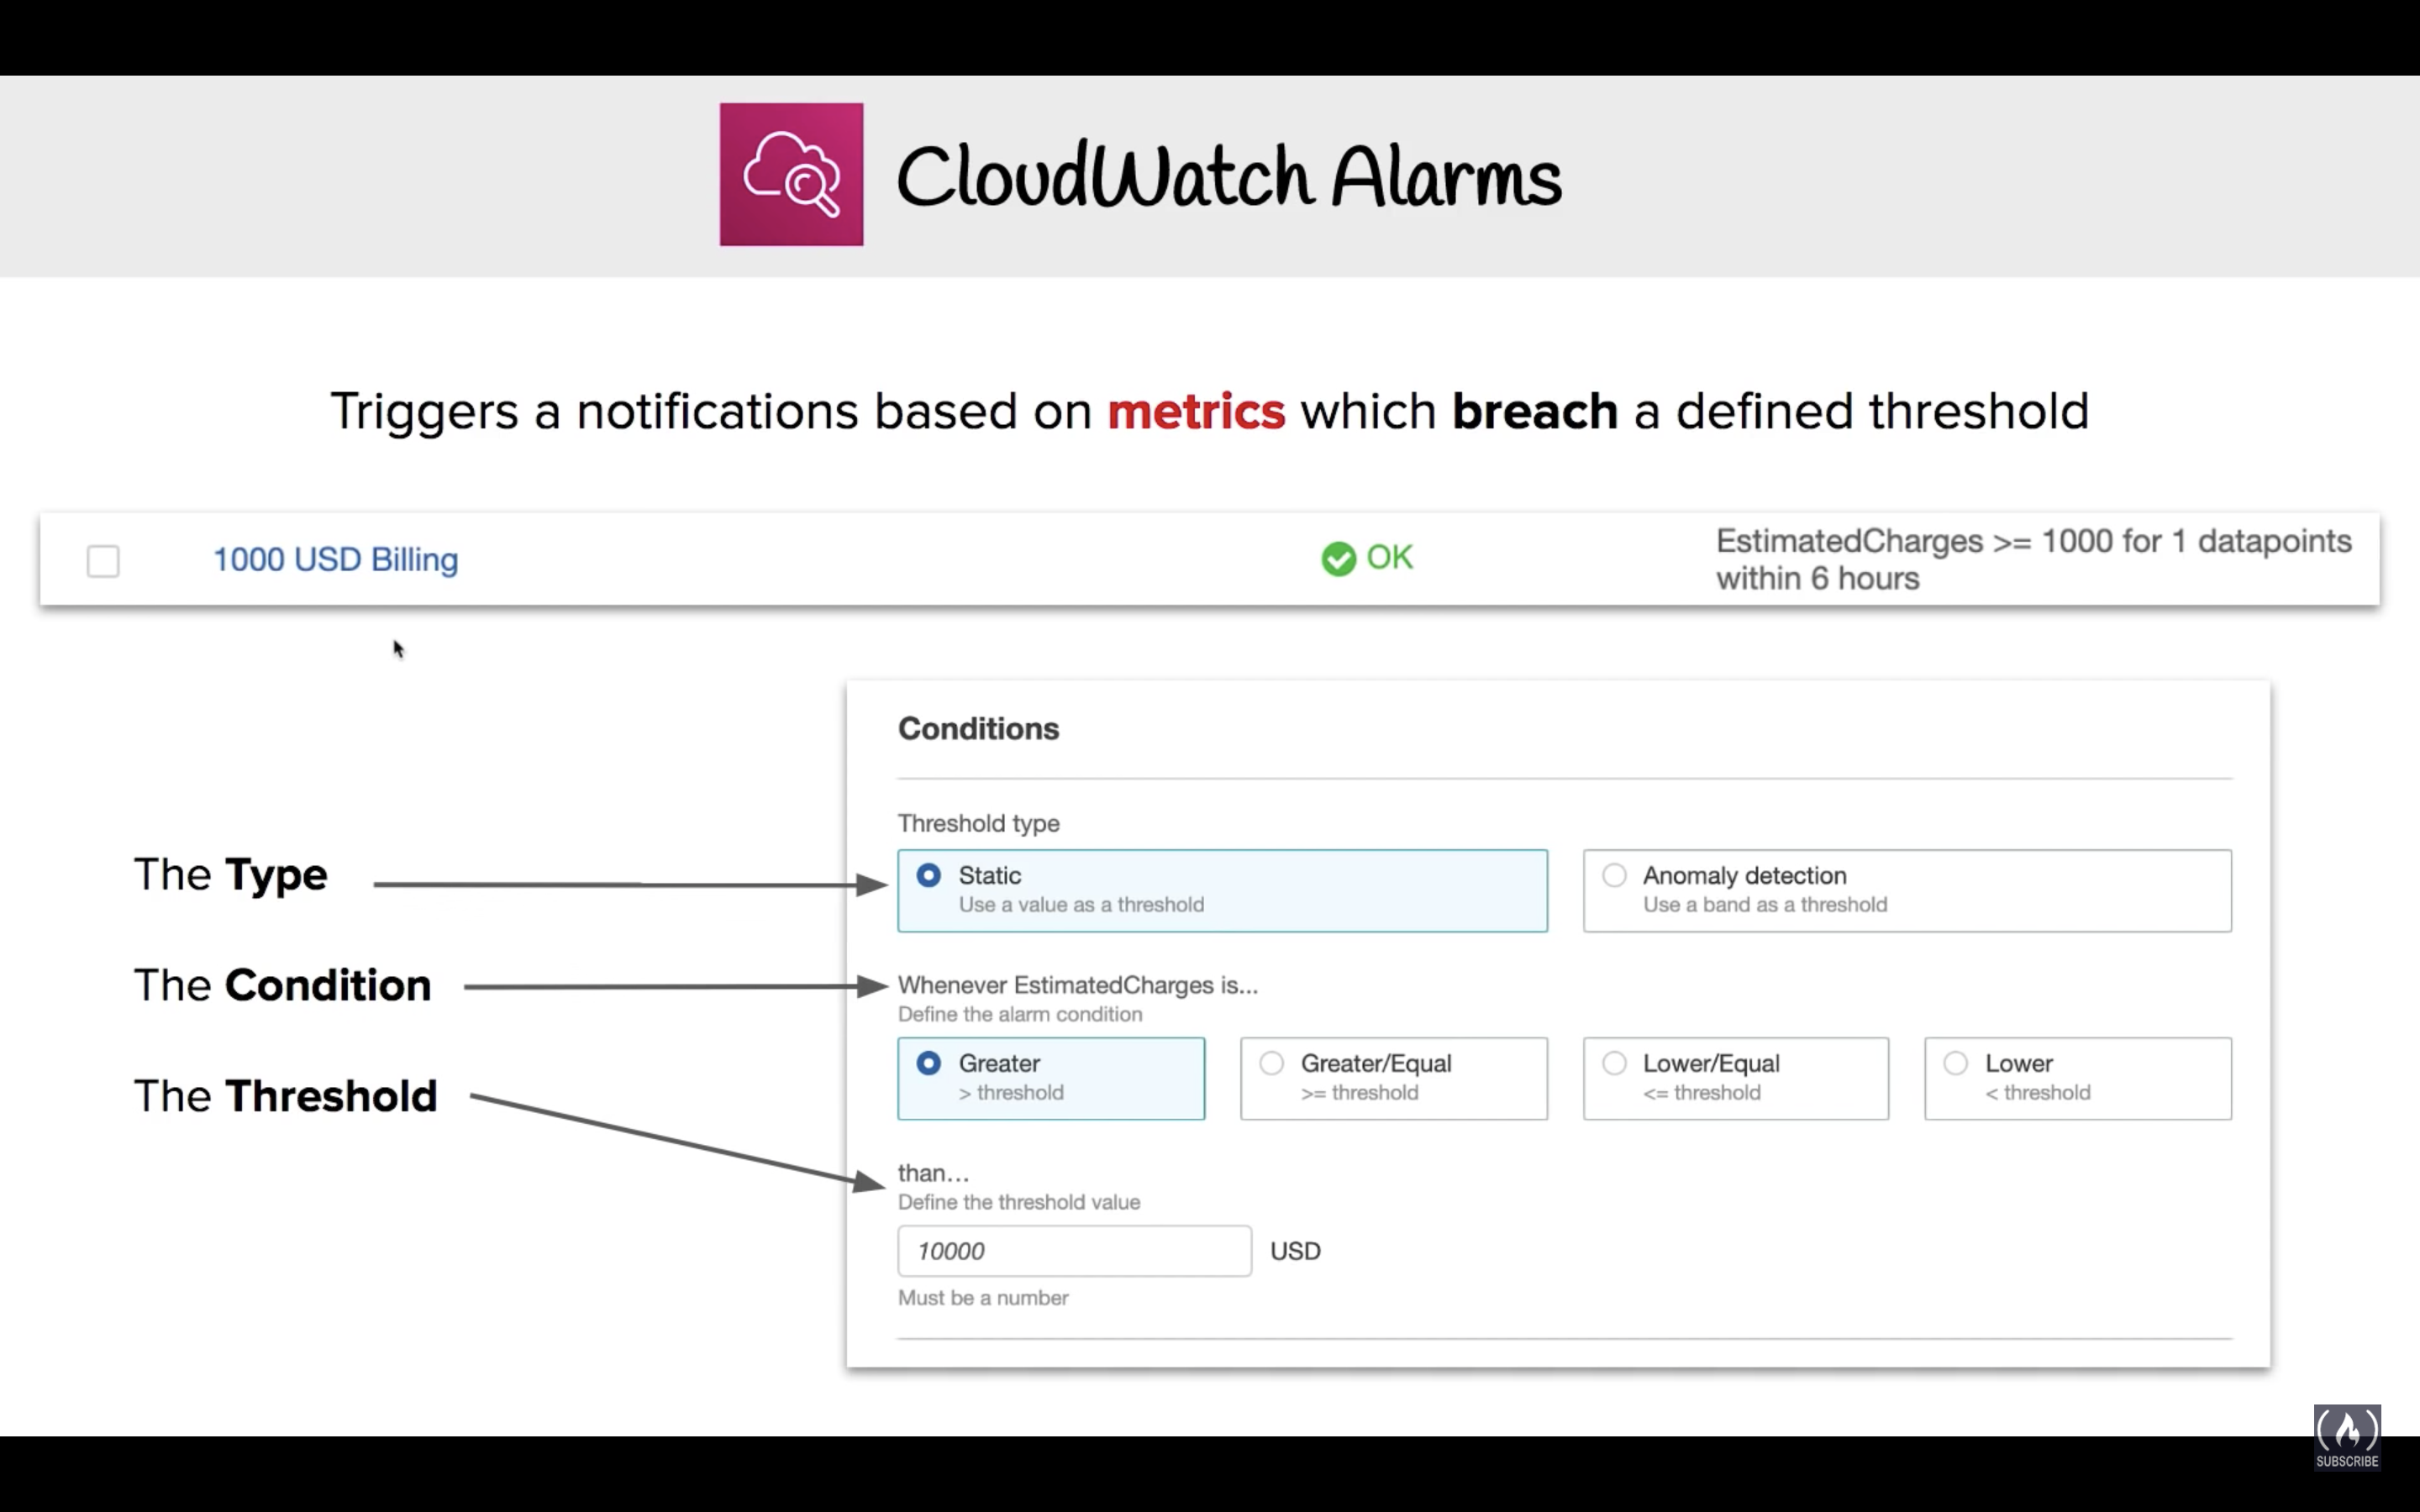 CloudWatch Alarms
Triggers a notifications based on metrics which breach a defined threshold
1000 USD Billing
OK
EstimatedCharges >= 1000 for 1 datapoints
within 6 hours
Conditions
Threshold type
The Type
Static
Use a value as a threshold
Anomaly detection
Use a band as a threshold
The Condition
Whenever EstimatedCharges is...
Define the alarm condition
Greater
> threshold
Greater/Equal
>= threshold
Lower/Equal
<= threshold
Lower
< threshold
The Threshold
than...
Define the threshold value
10000
USD
Must be a number
SUBSCRIBE